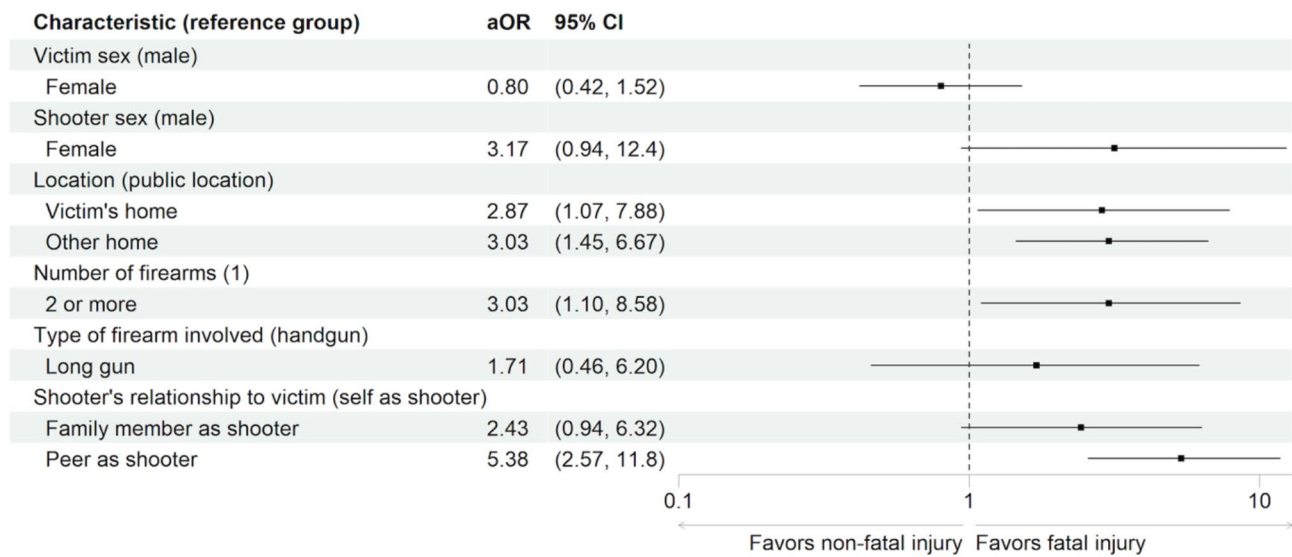 Characteristic (reference group) aOR 95% CI
Victim sex (male)
Female 0.80 (0.42, 1.52)
Shooter sex (male)
Female 3.17 (0.94, 12.4)
Location (public location)
Victim's home 2.87 (1.07, 7.88)
Other home 3.03 (1.45, 6.67)
Number of firearms (1)
2 or more 3.03 (1.10, 8.58)
Type of firearm involved (handgun)
Long gun 1.71 (0.46, 6.20)
Shooter's relationship to victim (self as shooter)
Family member as shooter 2.43 (0.94, 6.32)
Peer as shooter 5.38 (2.57, 11.8)
0.1 1 10
Favors non-fatal injury Favors fatal injury